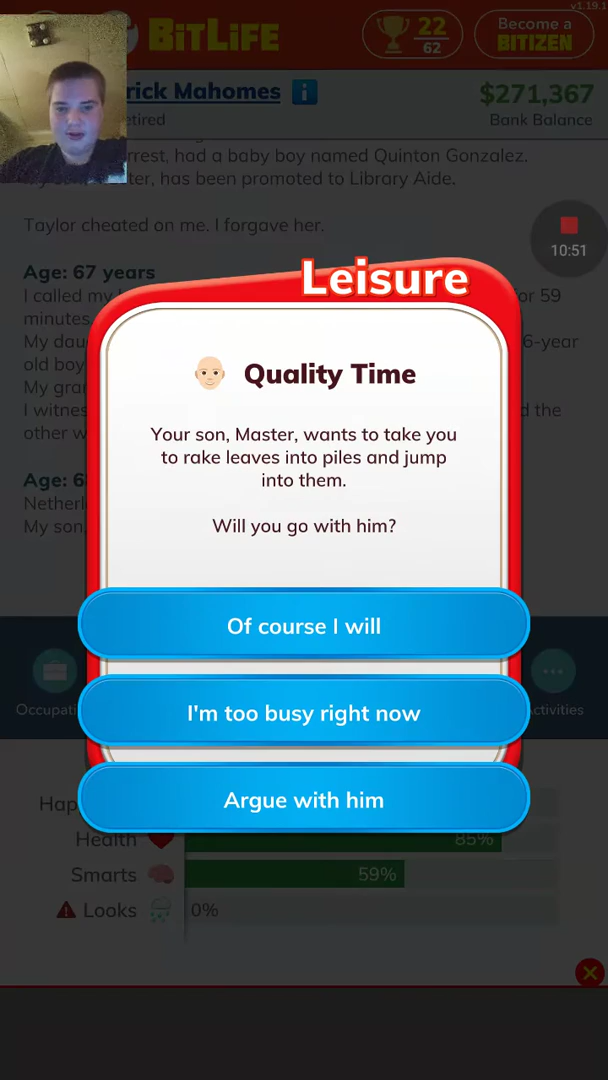 v1.19.1
BitLife
22
62
Become a
BITIZEN
rick Mahomes i
$271,367
etired
Bank Balance
rrest, had a baby boy named Quinton Gonzalez.
ter, has been promoted to Library Aide.
Taylor cheated on me. I forgave her.
10:51
Age: 67 years
I called my
for 59
minutes
My dau
6-year
old boy
My gran
I witnes
d the
other w
Leisure
Quality Time
Your son, Master, wants to take you
to rake leaves into piles and jump
into them.
Will you go with him?
Age: 6
Netherl
My son,
Of course I will
I'm too busy right now
Argue with him
Occupati
ctivities
Hap
Health
85%
Smarts
59%
Looks
0%